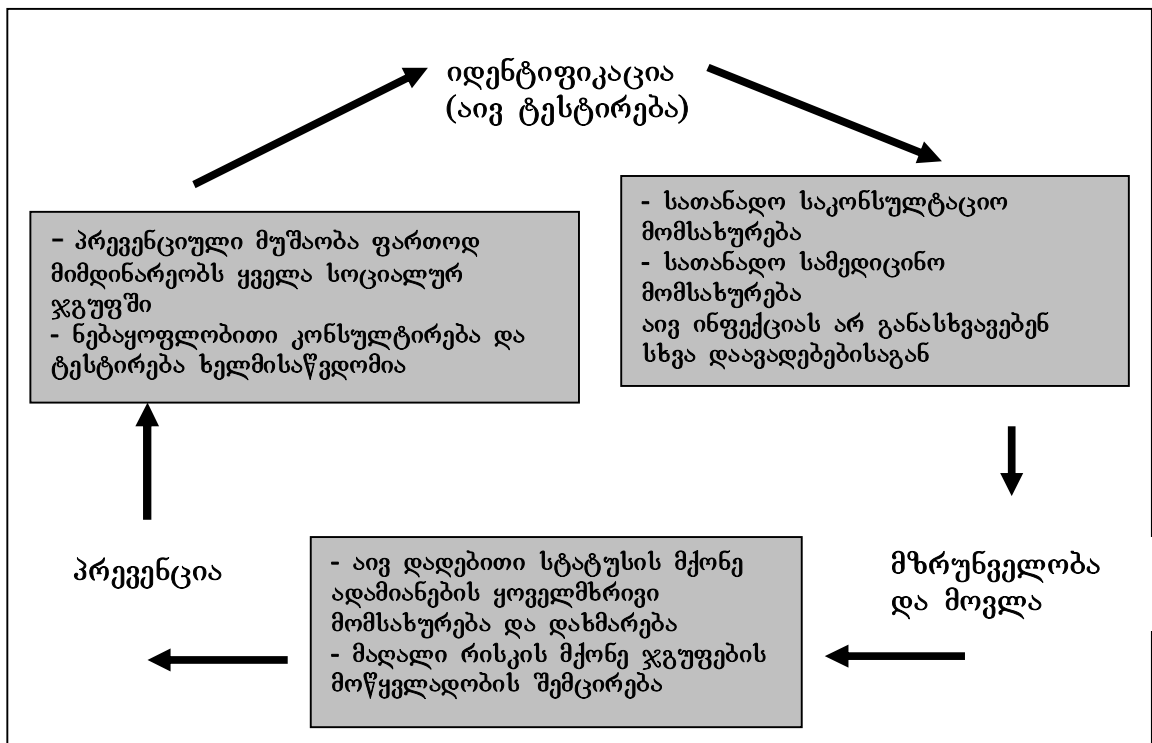 იდენტიფიკაცია
(აივ ტესტირება)
- სათანადო საკონსულტაციო
მომსახურება
- სათანადო სამედიცინო
მომსახურება
აივ ინფექციას არ განასხვავებენ
სხვა დაავადებებისაგან
– პრევენციული მუშაობა ფართოდ
მიმდინარეობს ყველა სოციალურ
ჯგუფში
- ნებაყოფლობითი კონსულტირება და
ტესტირება ხელმისაწვდომია
მზრუნველობა
და მოვლა
- აივ დადებითი სტატუსის მქონე
ადამიანების ყოველმხრივი
მომსახურება და დახმარება
- მაღალი რისკის მქონე ჯგუფების
მოწყვლადობის შემცირება
პრევენცია